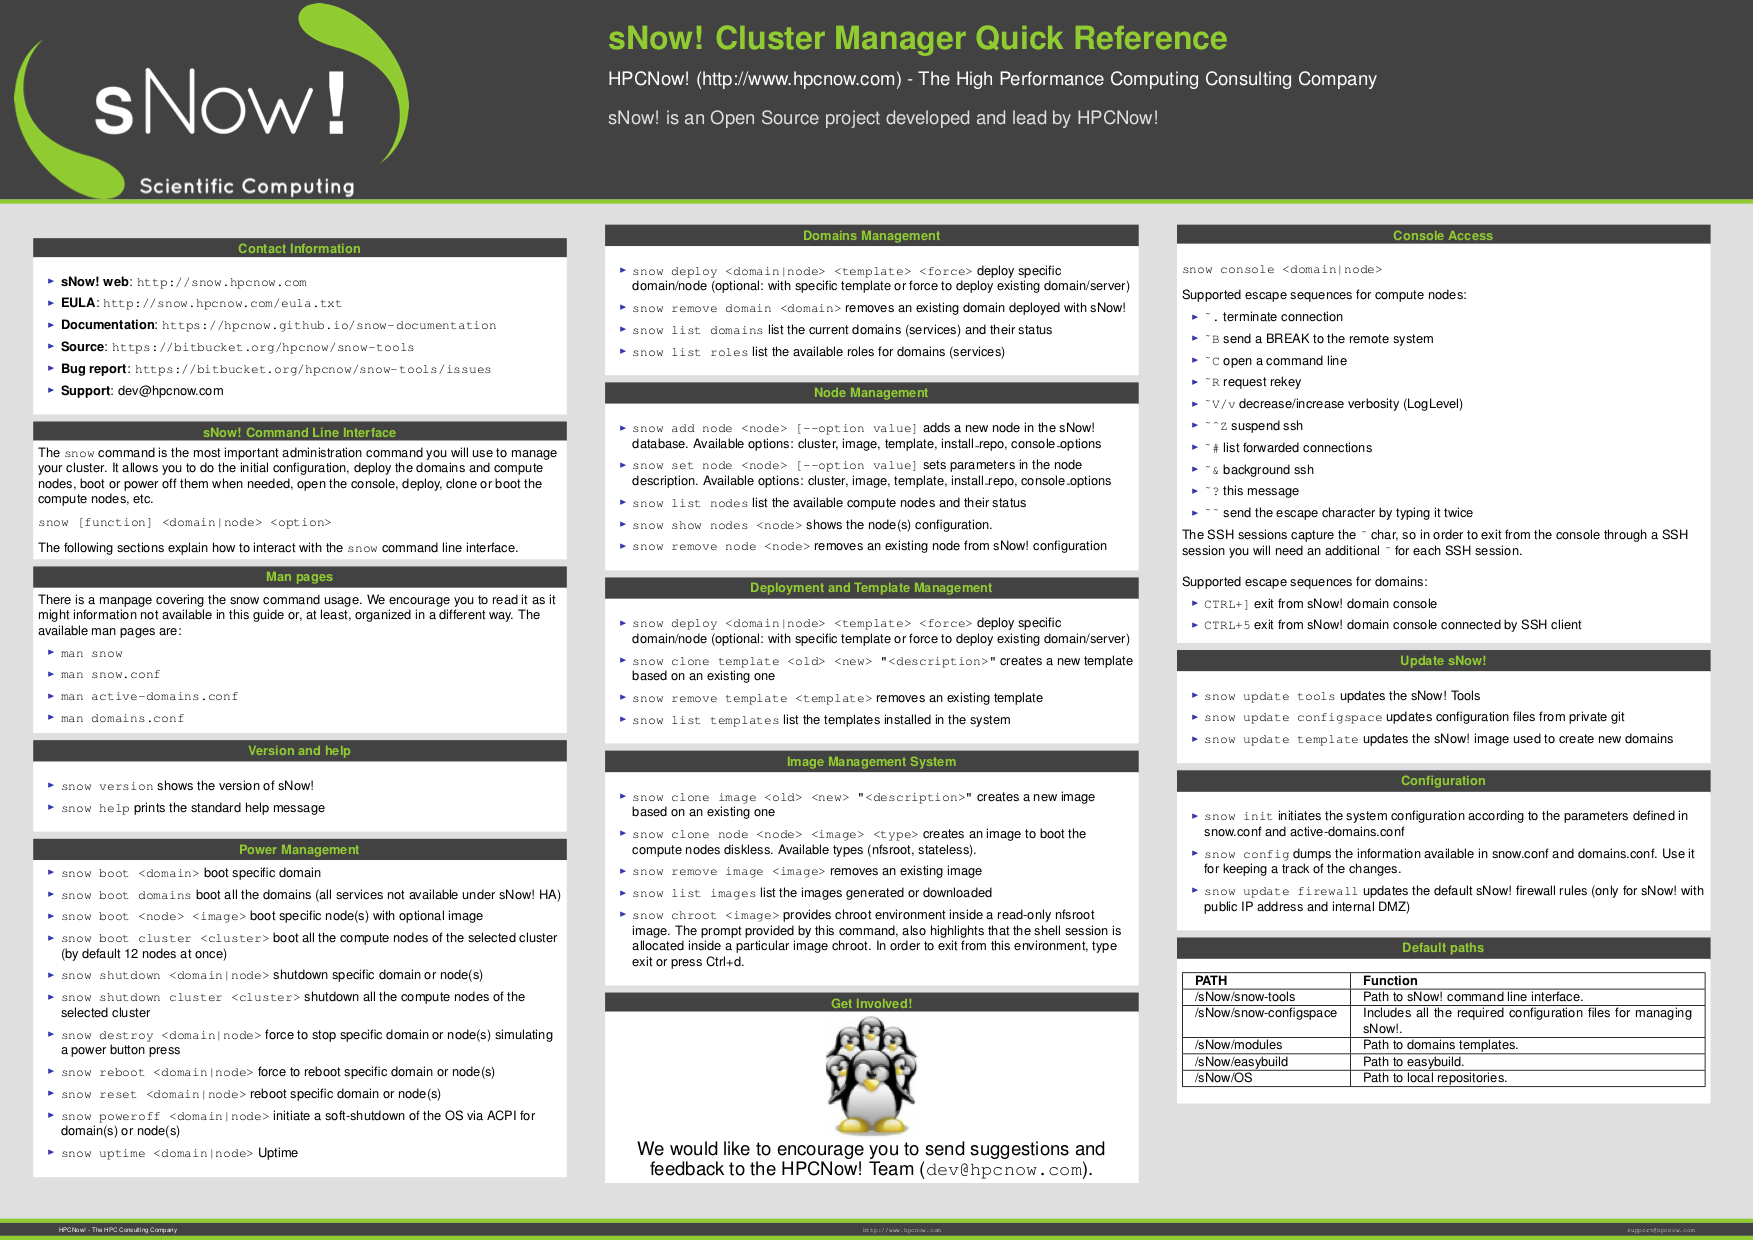 sNow!
Scientific Computing
sNow! Cluster Manager Quick Reference
HPCNow! (http://www.hpcnow.com) - The High Performance Computing Consulting Company
sNow! is an Open Source project developed and lead by HPCNow!
Contact Information
► sNow! web: http://snow.hpcnow.com
► EULA: http://snow.hpcnow.com/eula.txt
► Documentation: https://hpcnow.github.io/snow-documentation
► Source: https://bitbucket.org/hpcnow/snow-tools
► Bug report: https://bitbucket.org/hpcnow/snow-tools/issues
► Support: dev@hpcnow.com
sNow! Command Line Interface
The snow command is the most important administration command you will use to manage
your cluster. It allows you to do the initial configuration, deploy the domains and compute
nodes, boot or power off them when needed, open the console, deploy, clone or boot the
compute nodes, etc.
snow [function] <domain|node> <option>
The following sections explain how to interact with the snow command line interface.
Man pages
There is a manpage covering the snow command usage. We encourage you to read it as it
might information not available in this guide or, at least, organized in a different way. The
available man pages are:
► man snow
► man snow.conf
► man active-domains.conf
► man domains.conf
Version and help
► snow version shows the version of sNow!
► snow help prints the standard help message
Power Management
► snow boot <domain> boot specific domain
► snow boot domains boot all the domains (all services not available under sNow! HA)
► snow boot <node> <image> boot specific node(s) with optional image
► snow boot cluster <cluster> boot all the compute nodes of the selected cluster
(by default 12 nodes at once)
► snow shutdown <domain|node> shutdown specific domain or node(s)
► snow shutdown cluster <cluster> shutdown all the compute nodes of the
selected cluster
► snow destroy <domain|node> force to stop specific domain or node(s) simulating
a power button press
► snow reboot <domain|node> force to reboot specific domain or node(s)
► snow reset <domain|node> reboot specific domain or node(s)
► snow poweroff <domain|node> initiate a soft-shutdown of the OS via ACPI for
domain(s) or node(s)
► snow uptime <domain|node> Uptime
Domains Management
► snow deploy <domain|node> <template> <force> deploy specific
domain/node (optional: with specific template or force to deploy existing domain/server)
► snow remove domain <domain> removes an existing domain deployed with sNow!
► snow list domains list the current domains (services) and their status
► snow list roles list the available roles for domains (services)
Node Management
► snow add node <node> [--option value] adds a new node in the sNow!
database. Available options: cluster, image, template, install_repo, console_options
► snow set node <node> [--option value] sets parameters in the node
description. Available options: cluster, image, template, install_repo, console_options
► snow list nodes list the available compute nodes and their status
► snow show nodes <node> shows the node(s) configuration.
► snow remove node <node> removes an existing node from sNow! configuration
Deployment and Template Management
► snow deploy <domain|node> <template> <force> deploy specific
domain/node (optional: with specific template or force to deploy existing domain/server)
► snow clone template <old> <new> "<description>" creates a new template
based on an existing one
► snow remove template <template> removes an existing template
► snow list templates list the templates installed in the system
Image Management System
► snow clone image <old> <new> "<description>" creates a new image
based on an existing one
► snow clone node <node> <image> <type> creates an image to boot the
compute nodes diskless. Available types (nfsroot, stateless).
► snow remove image <image> removes an existing image
► snow list images list the images generated or downloaded
► snow chroot <image> provides chroot environment inside a read-only nfsroot
image. The prompt provided by this command, also highlights that the shell session is
allocated inside a particular image chroot. In order to exit from this environment, type
exit or press Ctrl+d.
Get Involved!
We would like to encourage you to send suggestions and
feedback to the HPCNow! Team (dev@hpcnow.com).
Console Access
snow console <domain|node>
Supported escape sequences for compute nodes:
► ~. terminate connection
► ~B send a BREAK to the remote system
► ~C open a command line
► ~R request rekey
► ~V/v decrease/increase verbosity (LogLevel)
► ~^Z suspend ssh
► ~# list forwarded connections
► ~& background ssh
► ~? this message
► ~~ send the escape character by typing it twice
The SSH sessions capture the ~ char, so in order to exit from the console through a SSH
session you will need an additional ~ for each SSH session.
Supported escape sequences for domains:
► CTRL+] exit from sNow! domain console
► CTRL+5 exit from sNow! domain console connected by SSH client
Update sNow!
► snow update tools updates the sNow! Tools
► snow update configspace updates configuration files from private git
► snow update template updates the sNow! image used to create new domains
Configuration
► snow init initiates the system configuration according to the parameters defined in
snow.conf and active-domains.conf
► snow config dumps the information available in snow.conf and domains.conf. Use it
for keeping a track of the changes.
► snow update firewall updates the default sNow! firewall rules (only for sNow! with
public IP address and internal DMZ)
Default paths
PATH Function
/sNow/snow-tools Path to sNow! command line interface.
/sNow/snow-configspace Includes all the required configuration files for managing
sNow!.
/sNow/modules Path to domains templates.
/sNow/easybuild Path to easybuild.
/sNow/OS Path to local repositories.
HPCNow! - The HPC Consulting Company
http://www.hpcnow.com
support@hpcnow.com